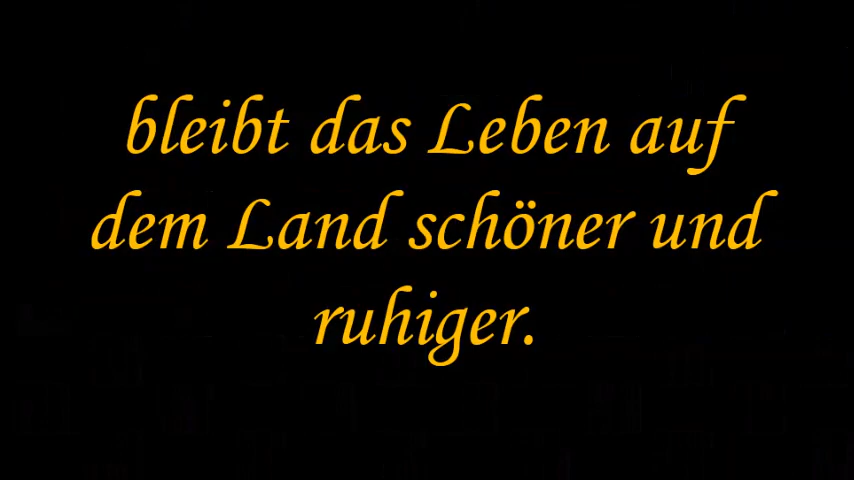 bleibt das Leben auf
dem Land schöner und
ruhiger.